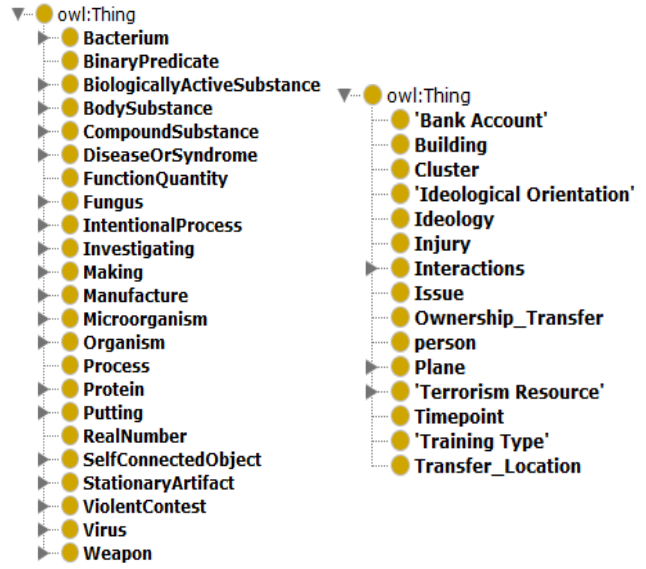 owl:Thing
Bacterium
BinaryPredicate
BiologicallyActiveSubstance
BodySubstance
CompoundSubstance
DiseaseOrSyndrome
FunctionQuantity
Fungus
IntentionalProcess
Investigating
Making
Manufacture
Microorganism
Organism
Process
Protein
Putting
RealNumber
SelfConnectedObject
StationaryArtifact
ViolentContest
Virus
Weapon
owl:Thing
'Bank Account'
Building
Cluster
'Ideological Orientation'
Ideology
Injury
Interactions
Issue
Ownership_Transfer
person
Plane
'Terrorism Resource'
Timepoint
'Training Type'
Transfer_Location